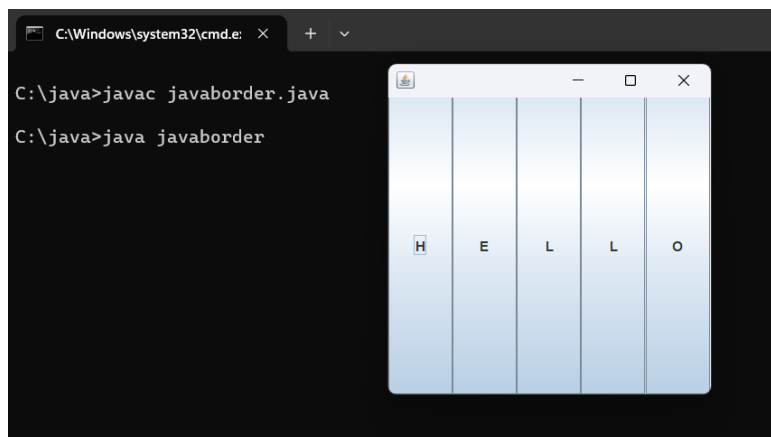 C:\Windows\system32\cmd.e:
C:\java>javac javaborder.java
C:\java>java javaborder
H E L L O